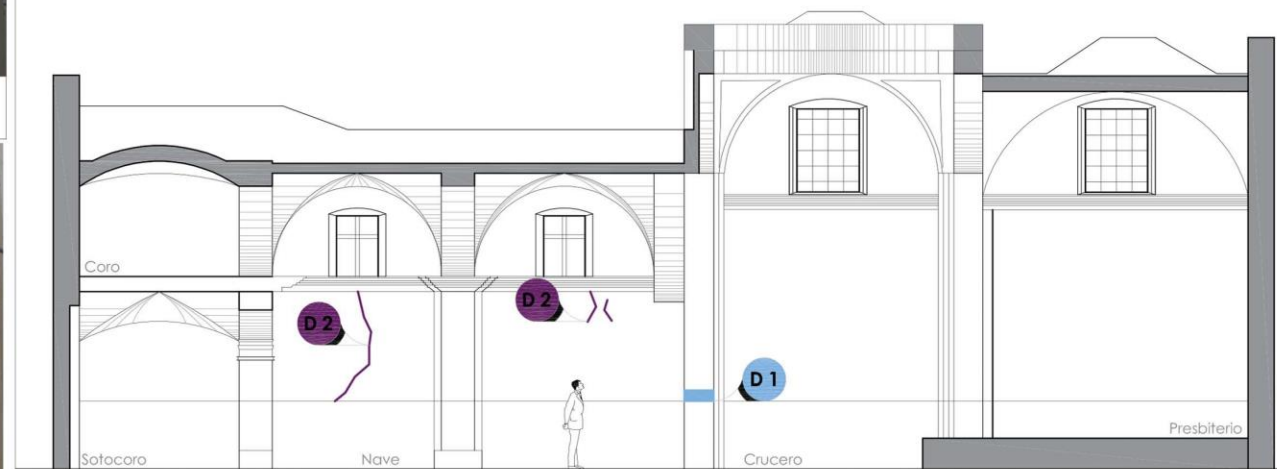 Coro
D 2
D 2
D 1
Sotocoro
Nave
Crucero
Presbiterio